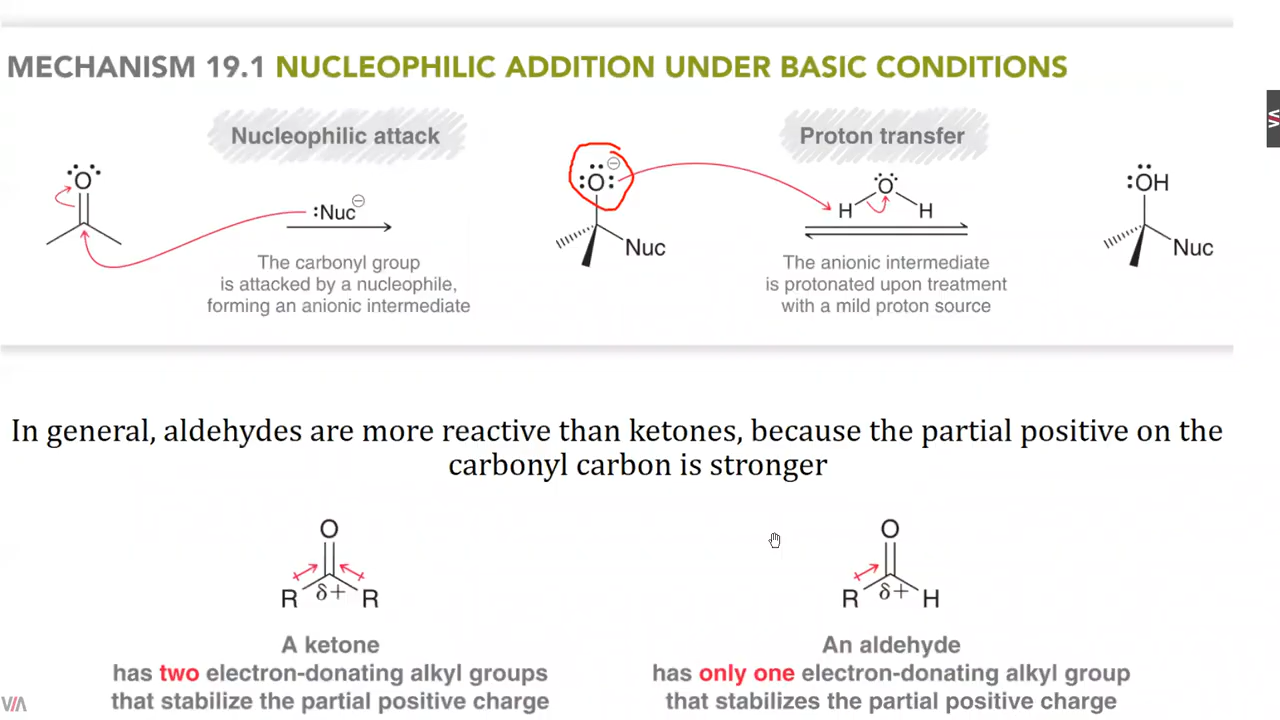 MECHANISM 19.1 NUCLEOPHILIC ADDITION UNDER BASIC CONDITIONS
Nucleophilic attack
Proton transfer
:O:
:Nuc⊖
The carbonyl group
is attacked by a nucleophile,
forming an anionic intermediate
:O:⊖
Nuc
O
H H
The anionic intermediate
is protonated upon treatment
with a mild proton source
:OH
Nuc
In general, aldehydes are more reactive than ketones, because the partial positive on the
carbonyl carbon is stronger
O
R δ+ R
A ketone
has two electron-donating alkyl groups
that stabilize the partial positive charge
O
R δ+ H
An aldehyde
has only one electron-donating alkyl group
that stabilizes the partial positive charge
VIA